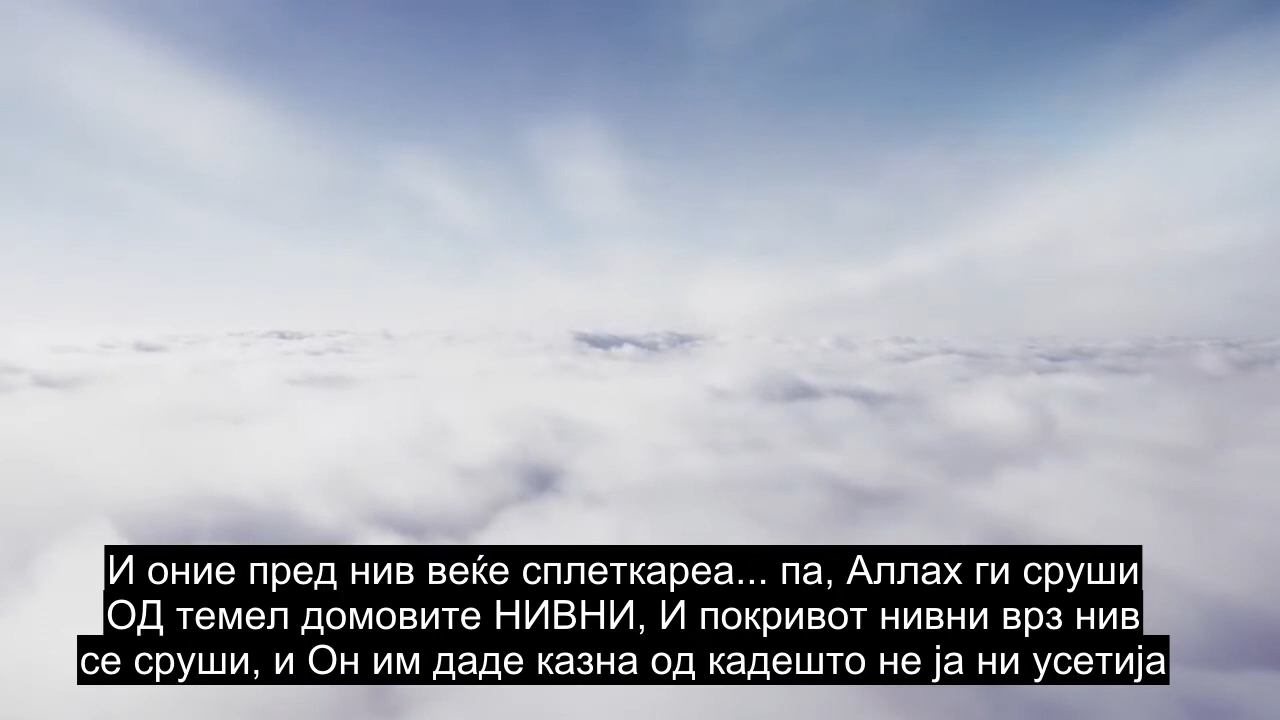 И оние пред нив веќе сплеткареа... па, Аллах ги сруши
ОД темел домовите НИВНИ, И покривот нивни врз нив
се сруши, и Он им даде казна од кадешто не ја ни усетија